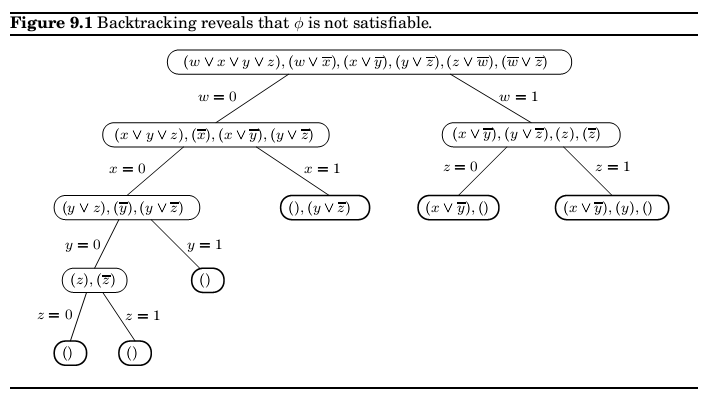 Figure 9.1 Backtracking reveals that ϕ is not satisfiable.
(w ∨ x ∨ y ∨ z), (w ∨ x̅), (x ∨ y̅), (y ∨ z̅), (z ∨ w̅), (w̅ ∨ z̅)
w = 0 w = 1
(x ∨ y ∨ z), (x̅), (x ∨ y̅), (y ∨ z̅) (x ∨ y̅), (y ∨ z̅), (z), (z̅)
x = 0 x = 1 z = 0 z = 1
(y ∨ z), (y̅), (y ∨ z̅) (), (y ∨ z̅) (x ∨ y̅), () (x ∨ y̅), (y), ()
y = 0 y = 1
(z), (z̅) ()
z = 0 z = 1
() ()